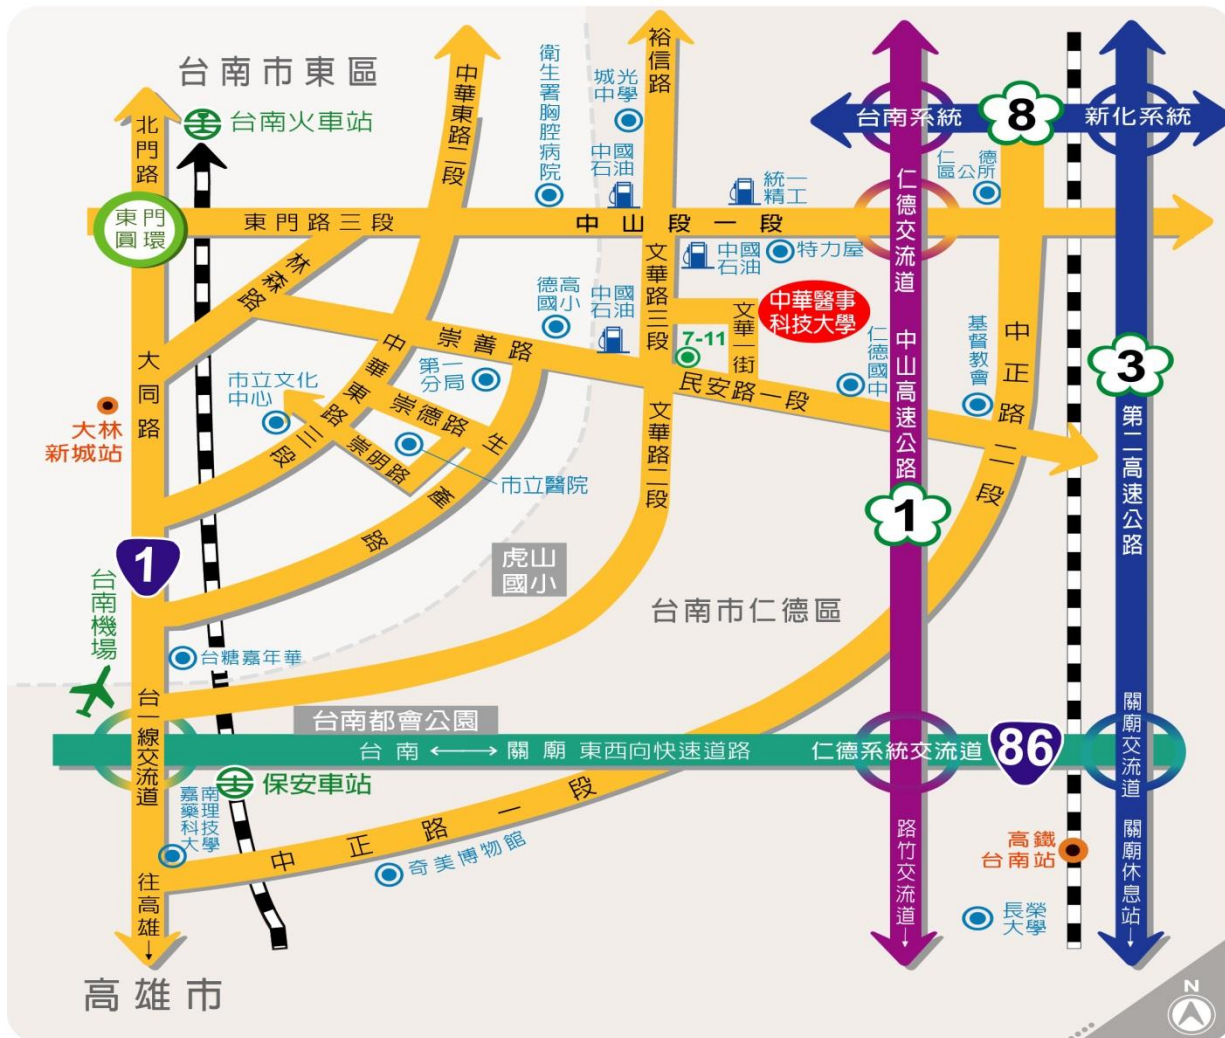 台南市東區
台南火車站
北門路
東門
圓環
東門路三段
中華東路二段
衛生署胸腔病院
城光
中學
中國
石油
裕信路
統一
精工
中山段一段
中國
石油
特力屋
台南系統
8
新化系統
仁德
區公所
仁德交流道
林森路
德高
國小
中國
石油
文華路三段
7-11
文華一街
中華醫事
科技大學
崇善路
第一
分局
民安路一段
仁德
國中
中山高速公路
基督教會
中正路二段
3
第二高速公路
大同路
大林
新城站
市立文化
中心
中華東路三段
崇德路
崇明路
市立醫院
生產路
文華路二段
1
1
虎山
國小
台南市仁德區
台南機場
台糖嘉年華
台一線交流道
台南都會公園
台南 ⟷ 關廟 東西向快速道路
仁德系統交流道
86
關廟交流道
保安車站
嘉南
藥理
科技
大學
中正路一段
奇美博物館
路竹交流道↓
高鐵
台南站
關廟休息站↓
長榮
大學
往高雄↓
高雄市
N